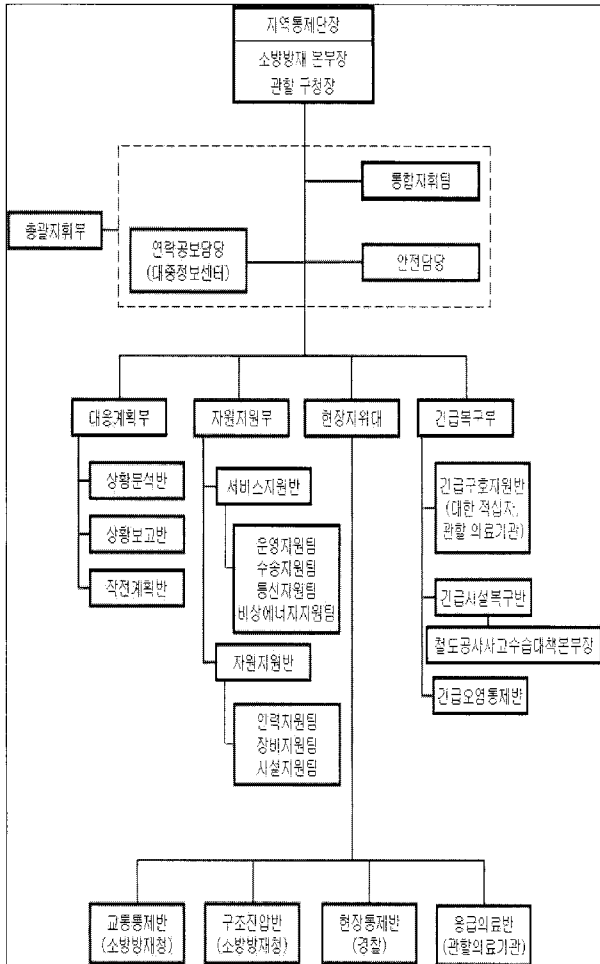 지역통제단장
소방방재 본부장
관할 구청장
통합지휘팀
총괄지휘부
연락공보담당
(대중정보센터)
안전담당
대응계획부
자원지원부
현장지위대
긴급복구부
상황분석반
상황보고반
작전계획반
서비스지원반
운영지원팀
수송지원팀
통신지원팀
비상에너지지원팀
자원지원반
인력지원팀
장비지원팀
시설지원팀
긴급구호지원반
(대한 적십자,
관할 의료기관)
긴급시설복구반
철도공사사고수습대책본부장
긴급오염통제반
교통통제반
(소방방재청)
구조진압반
(소방방재청)
현장통제반
(경찰)
응급의료반
(관할의료기관)